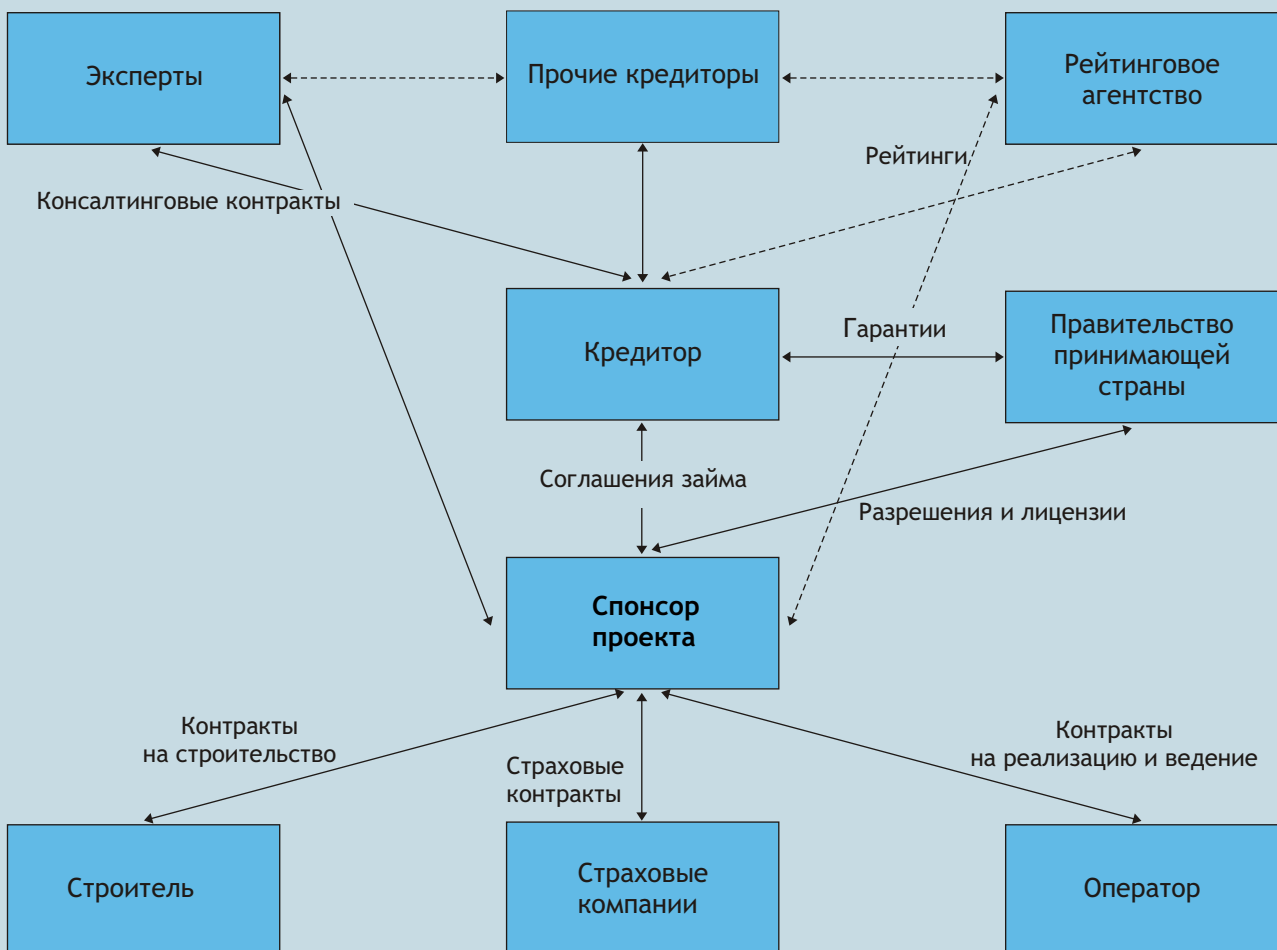 Эксперты
Прочие кредиторы
Рейтинговое
агентство
Рейтинги
Консалтинговые контракты
Кредитор
Гарантии
Правительство
принимающей
страны
Соглашения займа
Разрешения и лицензии
Спонсор
проекта
Контракты
на строительство
Страховые
контракты
Контракты
на реализацию и ведение
Строитель
Страховые
компании
Оператор